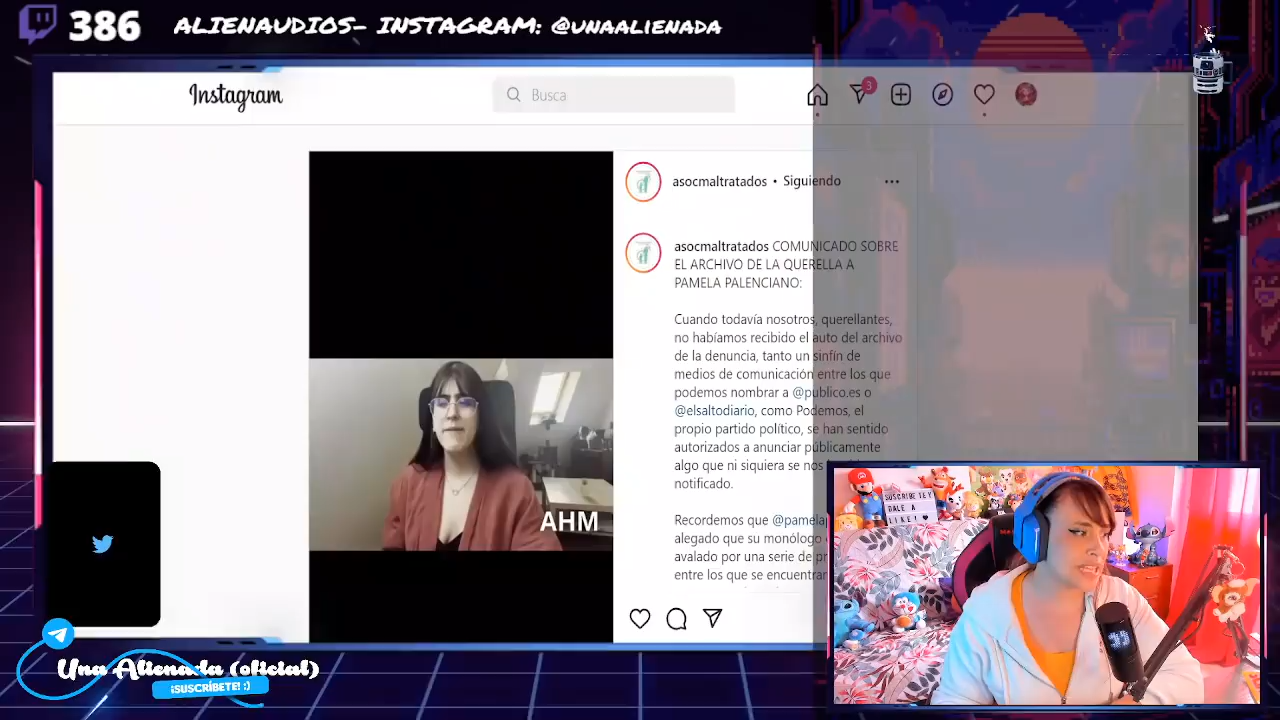 386
ALIENAUDIOS- INSTAGRAM: @UNAALIENADA
Instagram
Busca
3
asocmaltratados • Siguiendo
asocmaltratados COMUNICADO SOBRE
EL ARCHIVO DE LA QUERELLA A
PAMELA PALENCIANO:
Cuando todavía nosotros, querellantes,
no habíamos recibido el auto del archivo
de la denuncia, tanto un sinfín de
medios de comunicación entre los que
podemos nombrar a @publico.es o
@elsaltodiario, como Podemos, el
propio partido político, se han sentido
autorizados a anunciar públicamente
algo que ni siquiera se nos
notificado.
Recordemos que @pamela
alegado que su monólogo
avalado por una serie de
entre los que se encuentran
AHM
SUSCRIBETE Y
DALE A
LIKE!
Una Alienada (oficial)
¡SUSCRÍBETE! :)